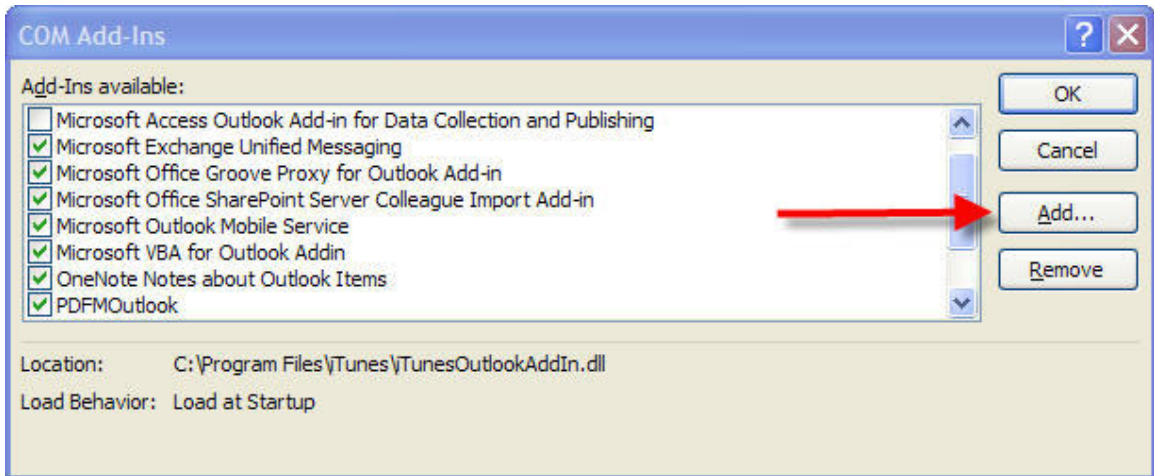 COM Add-Ins
Add-Ins available:
Microsoft Access Outlook Add-in for Data Collection and Publishing
Microsoft Exchange Unified Messaging
Microsoft Office Groove Proxy for Outlook Add-in
Microsoft Office SharePoint Server Colleague Import Add-in
Microsoft Outlook Mobile Service
Microsoft VBA for Outlook Addin
OneNote Notes about Outlook Items
PDFMOutlook
OK
Cancel
Add...
Remove
Location: C:\Program Files\iTunes\iTunesOutlookAddIn.dll
Load Behavior: Load at Startup